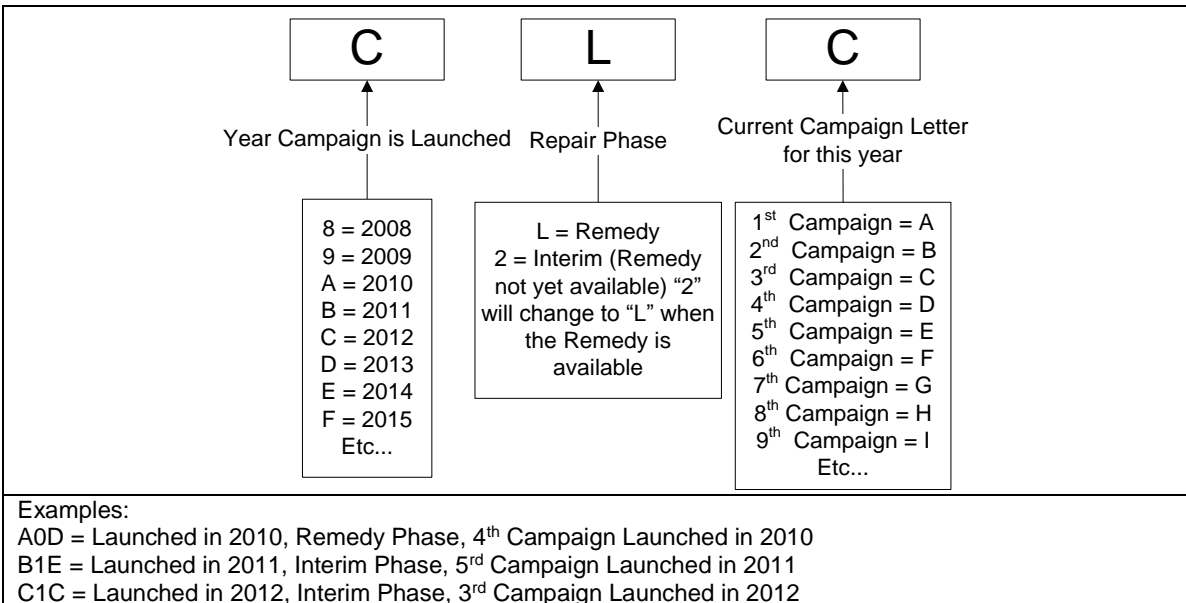 C
L
C
Year Campaign is Launched
Repair Phase
Current Campaign Letter
for this year
8 = 2008
9 = 2009
A = 2010
B = 2011
C = 2012
D = 2013
E = 2014
F = 2015
Etc...
L = Remedy
2 = Interim (Remedy
not yet available) “2”
will change to “L” when
the Remedy is
available
1st Campaign = A
2nd Campaign = B
3rd Campaign = C
4th Campaign = D
5th Campaign = E
6th Campaign = F
7th Campaign = G
8th Campaign = H
9th Campaign = I
Etc...
Examples:
A0D = Launched in 2010, Remedy Phase, 4th Campaign Launched in 2010
B1E = Launched in 2011, Interim Phase, 5rd Campaign Launched in 2011
C1C = Launched in 2012, Interim Phase, 3rd Campaign Launched in 2012